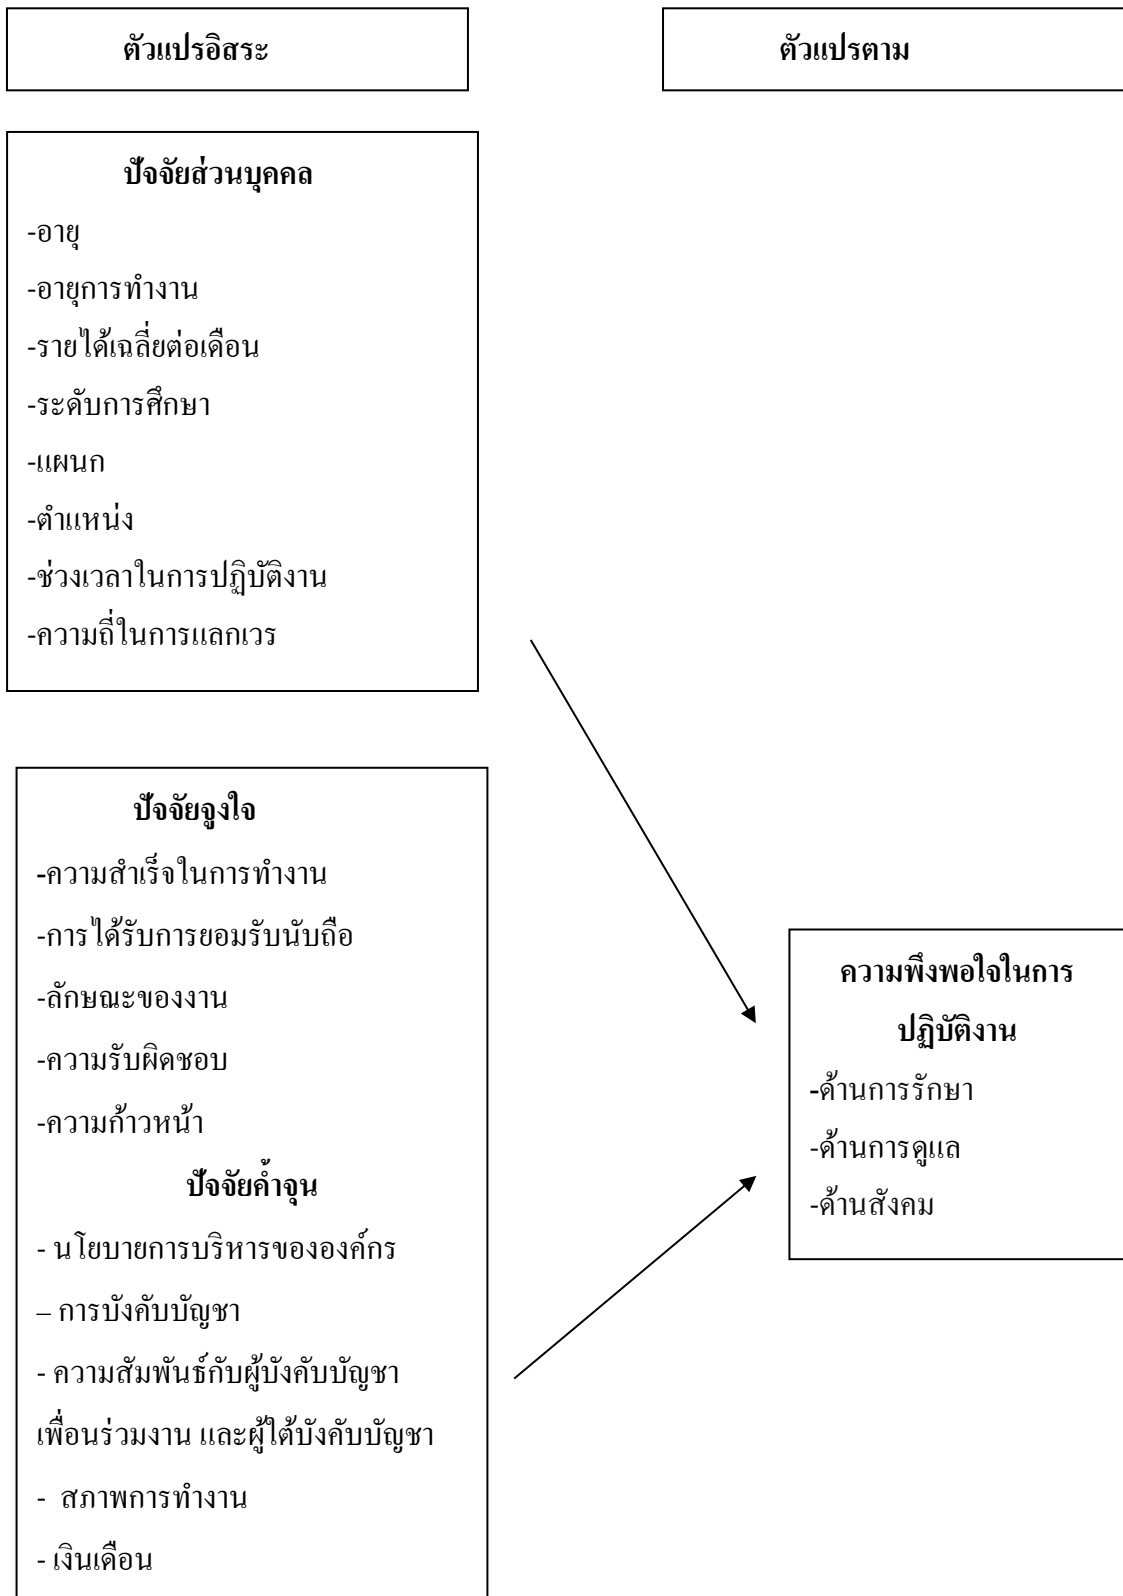 ตัวแปรอิสระ
ตัวแปรตาม
ปัจจัยส่วนบุคคล
-อายุ
-อายุการทำงาน
-รายได้เฉลี่ยต่อเดือน
-ระดับการศึกษา
-แผนก
-ตำแหน่ง
-ช่วงเวลาในการปฏิบัติงาน
-ความถี่ในการแลกเวร
ปัจจัยจูงใจ
-ความสำเร็จในการทำงาน
-การได้รับการยอมรับนับถือ
-ลักษณะของงาน
-ความรับผิดชอบ
-ความก้าวหน้า
ปัจจัยค้ำจุน
- นโยบายการบริหารขององค์กร
– การบังคับบัญชา
- ความสัมพันธ์กับผู้บังคับบัญชา
เพื่อนร่วมงาน และผู้ใต้บังคับบัญชา
- สภาพการทำงาน
- เงินเดือน
ความพึงพอใจในการ
ปฏิบัติงาน
-ด้านการรักษา
-ด้านการดูแล
-ด้านสังคม